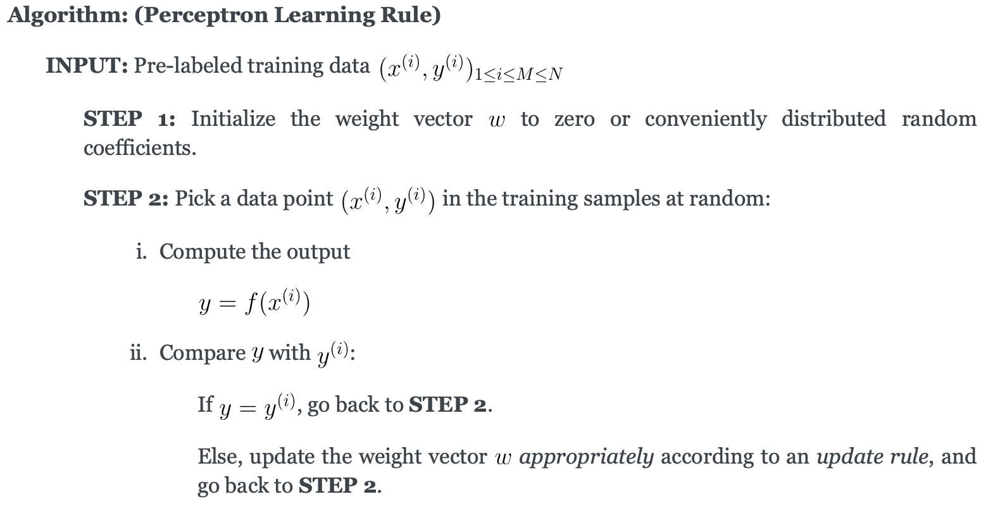 Algorithm: (Perceptron Learning Rule)
INPUT: Pre-labeled training data (x^(i), y^(i))_{1≤i≤M≤N}
STEP 1: Initialize the weight vector w to zero or conveniently distributed random
coefficients.
STEP 2: Pick a data point (x^(i), y^(i)) in the training samples at random:
i. Compute the output
y = f(x^(i))
ii. Compare y with y^(i):
If y = y^(i), go back to STEP 2.
Else, update the weight vector w appropriately according to an update rule, and
go back to STEP 2.